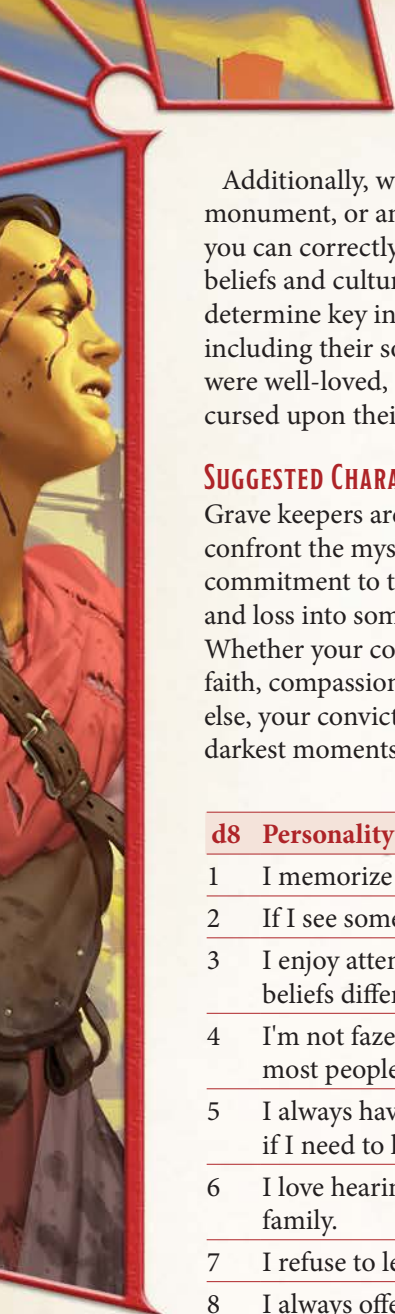 Additionally, w
monument, or an
you can correctly
beliefs and cultur
determine key in
including their so
were well-loved,
cursed upon thei
SUGGESTED CHARA
Grave keepers are
confront the mys
commitment to t
and loss into som
Whether your co
faith, compassion
else, your convict
darkest moments
d8 Personality
1 I memorize
2 If I see some
3 I enjoy atten
beliefs differ
4 I'm not faze
most people
5 I always hav
if I need to l
6 I love hearin
family.
7 I refuse to le
8 I always offe